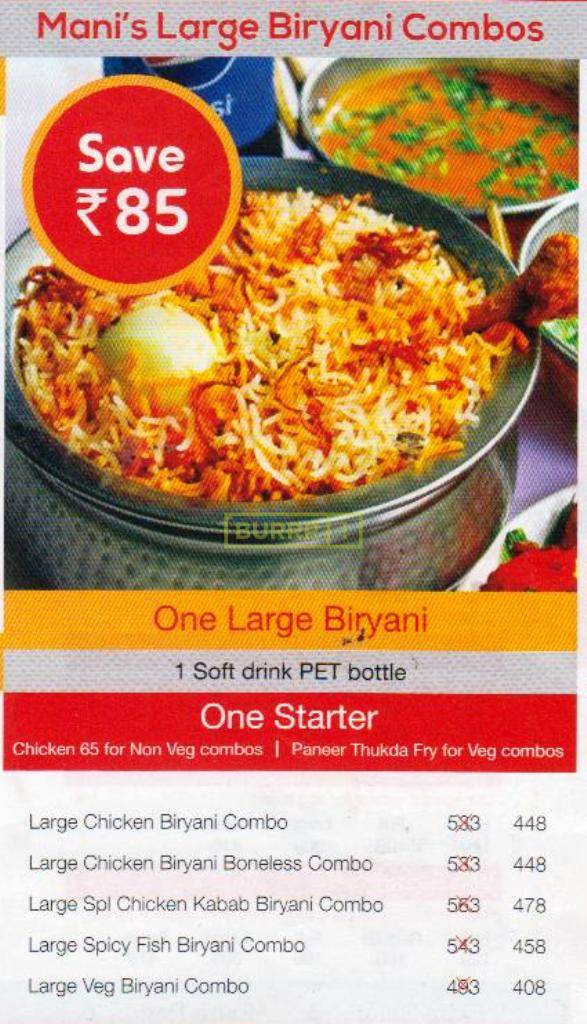 Mani's Large Biryani Combos
Save
₹85
si
BURRP!
One Large Biryani
1 Soft drink PET bottle
One Starter
Chicken 65 for Non Veg combos | Paneer Thukda Fry for Veg combos
Large Chicken Biryani Combo 533 448
Large Chicken Biryani Boneless Combo 533 448
Large Spl Chicken Kabab Biryani Combo 563 478
Large Spicy Fish Biryani Combo 543 458
Large Veg Biryani Combo 493 408